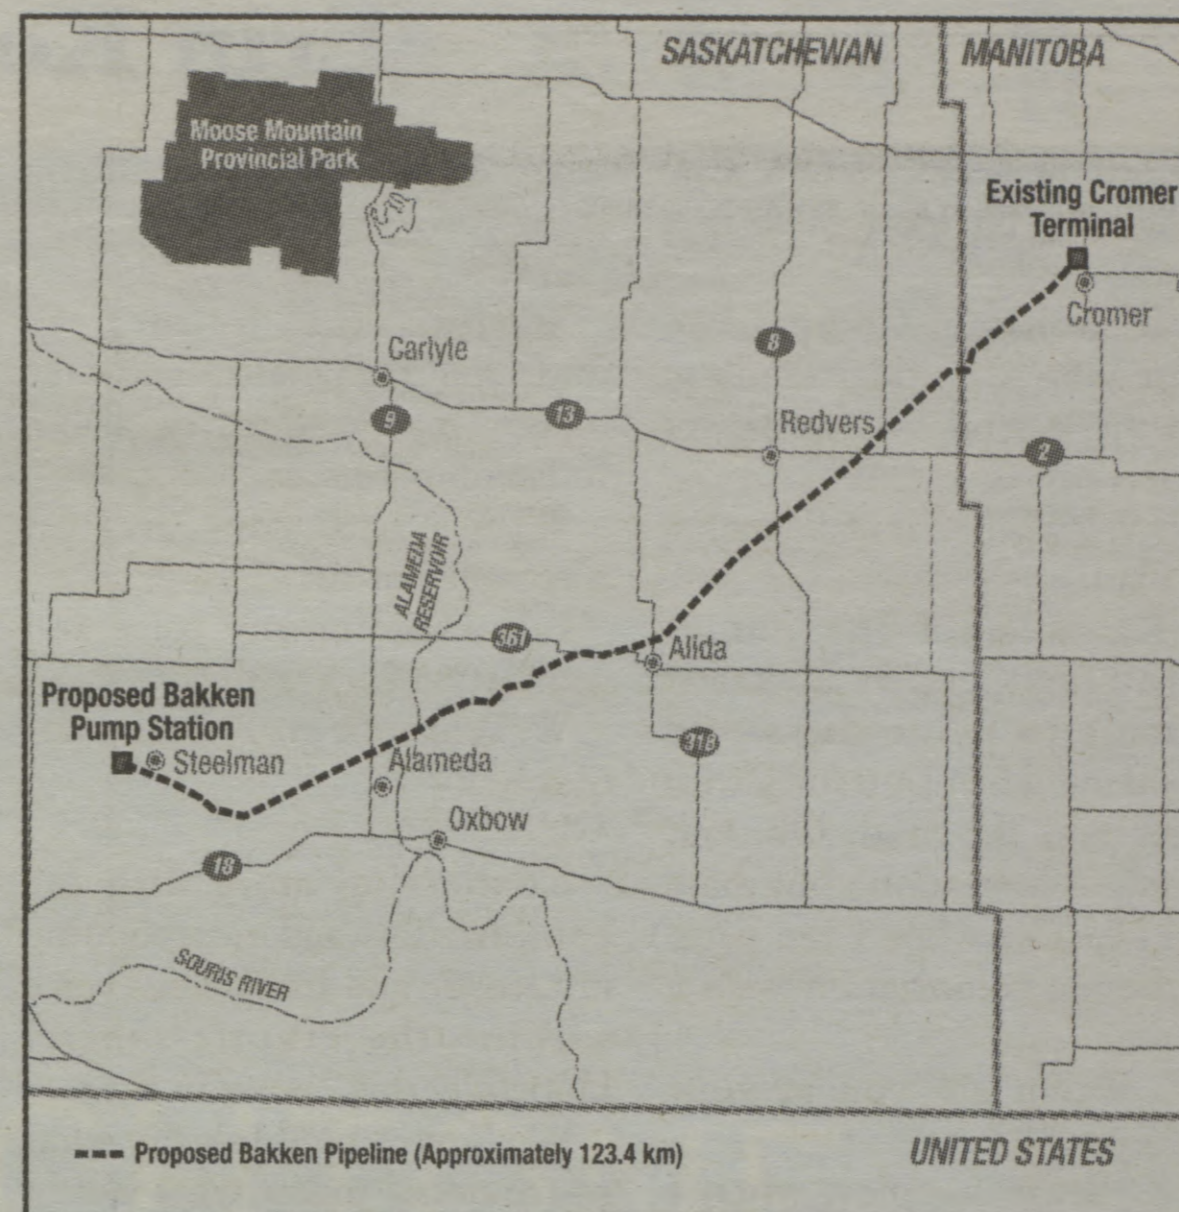 SASKATCHEWAN
MANITOBA
Moose Mountain
Provincial Park
Existing Cromer
Terminal
Cromer
8
Carlyle
9
13
Redvers
2
ALAMEDA
RESERVOIR
361
Alida
Proposed Bakken
Pump Station
Steelman
318
Alameda
Oxbow
18
SOURIS RIVER
Proposed Bakken Pipeline (Approximately 123.4 km)
UNITED STATES